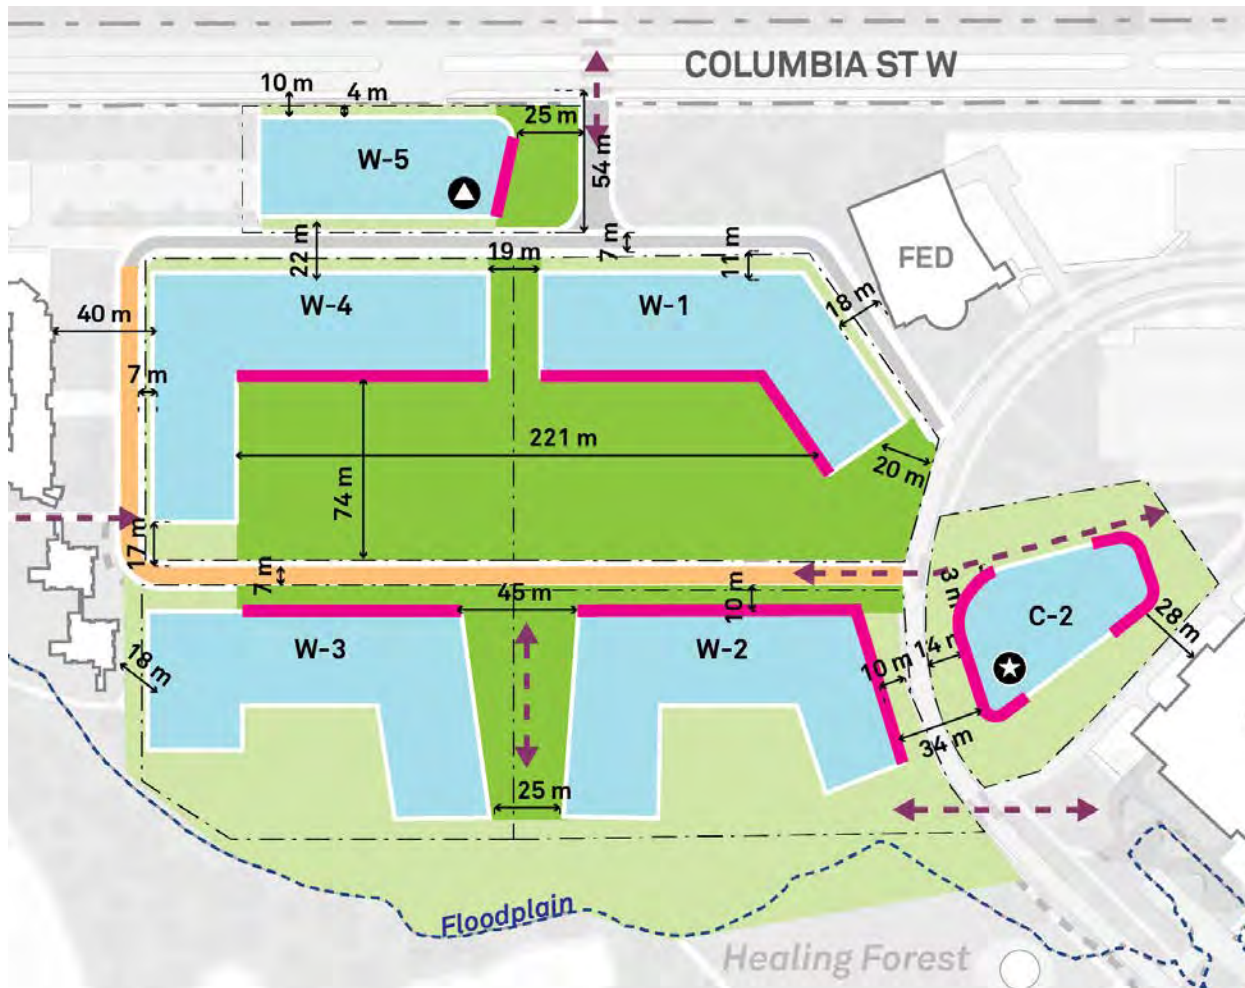 COLUMBIA ST W
10 m
4 m
25 m
W-5
54 m
22 m
19 m
7 m
11 m
FED
W-4
W-1
18 m
40 m
7 m
221 m
74 m
20 m
17 m
7 m
45 m
10 m
3 m
C-2
28 m
W-3
W-2
18 m
10 m
14 m
34 m
25 m
Floodplain
Healing Forest